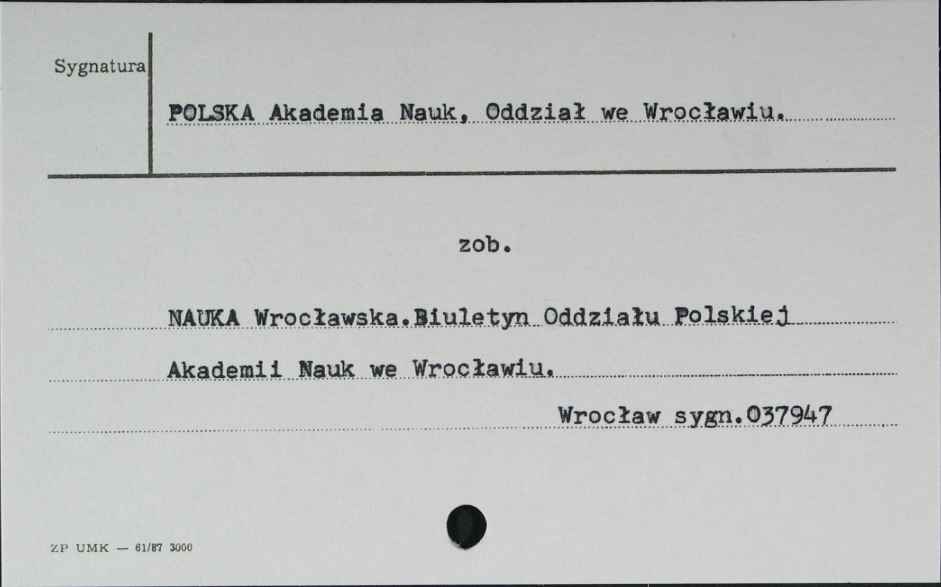 Sygnatura
POLSKA Akademia Nauk, Oddział we Wrocławiu.
zob.
NAUKA Wrocławska.Biuletyn Oddziału Polskiej
Akademii Nauk we Wrocławiu.
Wrocław sygn.037947
ZP UMK — 61/87 3000